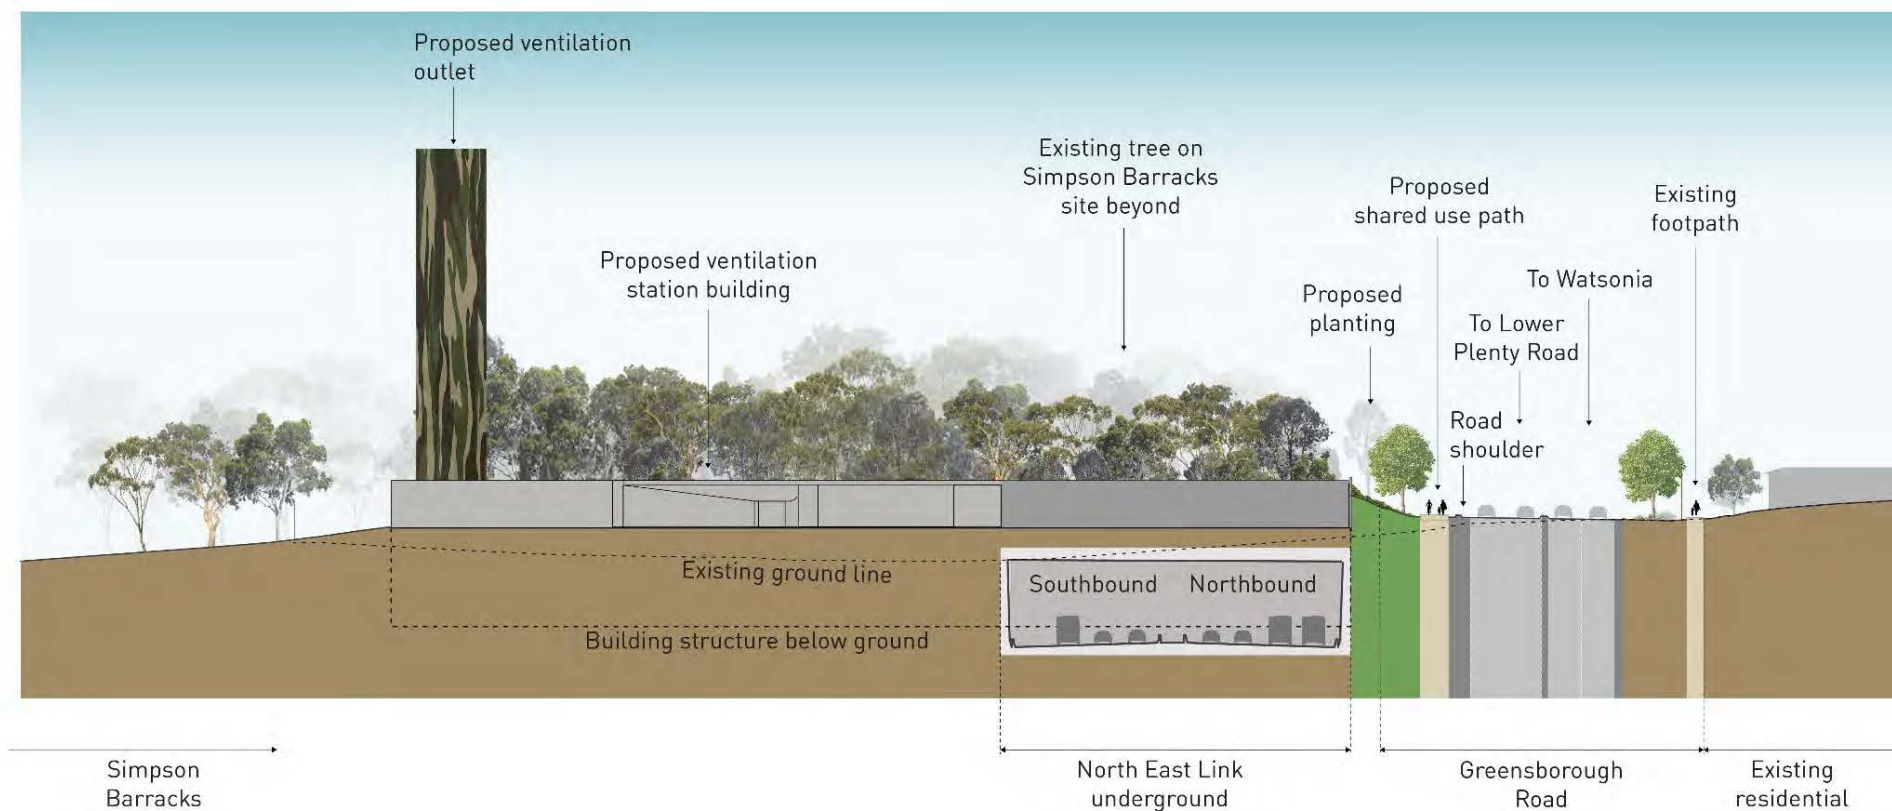 Proposed ventilation
outlet
Existing tree on
Simpson Barracks
site beyond
Proposed
shared use path
Existing
footpath
Proposed ventilation
station building
Proposed
planting
To Watsonia
To Lower
Plenty Road
Road
shoulder
Existing ground line
Southbound
Northbound
Building structure below ground
Simpson
Barracks
North East Link
underground
Greensborough
Road
Existing
residential